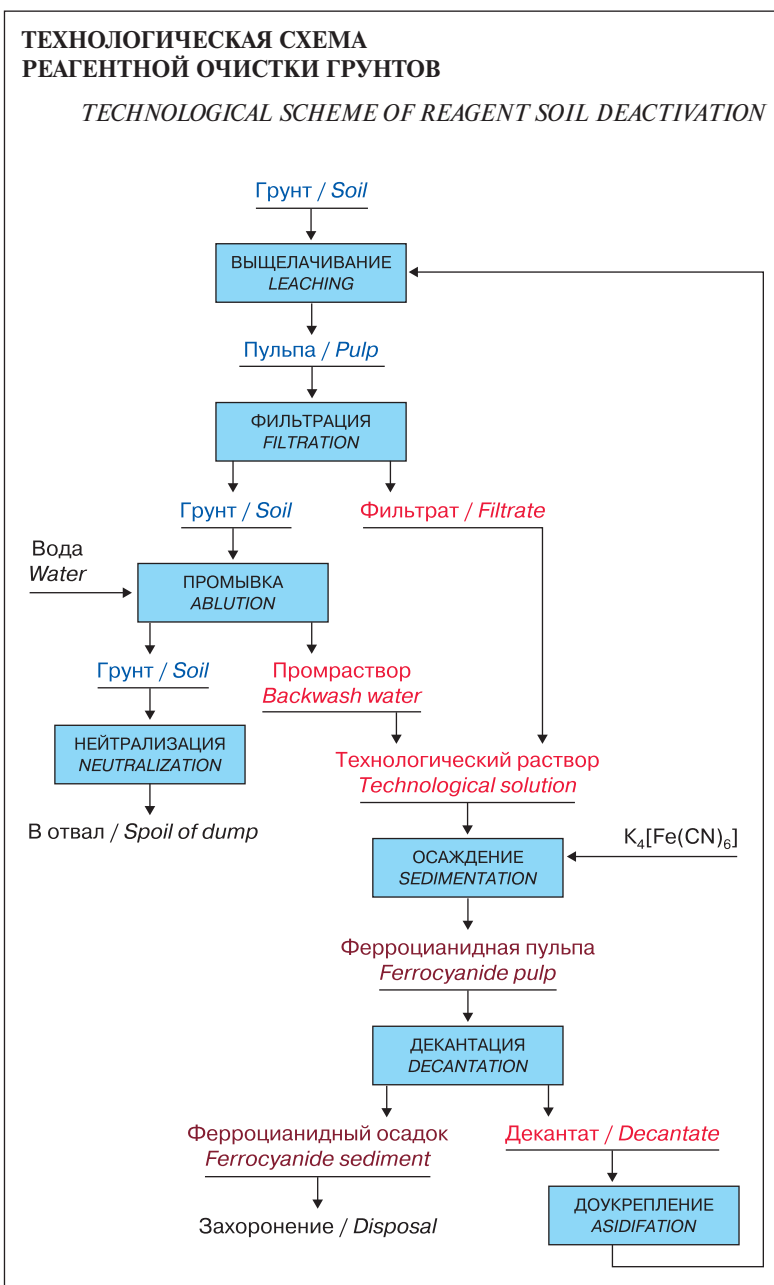 ТЕХНОЛОГИЧЕСКАЯ СХЕМА
РЕАГЕНТНОЙ ОЧИСТКИ ГРУНТОВ
TECHNOLOGICAL SCHEME OF REAGENT SOIL DEACTIVATION
Грунт / Soil
ВЫЩЕЛАЧИВАНИЕ
LEACHING
Пульпа / Pulp
ФИЛЬТРАЦИЯ
FILTRATION
Грунт / Soil
Фильтрат / Filtrate
Вода
Water
ПРОМЫВКА
ABLUTION
Грунт / Soil
Промраствор
Backwash water
НЕЙТРАЛИЗАЦИЯ
NEUTRALIZATION
Технологический раствор
Technological solution
В отвал / Spoil of dump
K₄[Fe(CN)₆]
ОСАЖДЕНИЕ
SEDIMENTATION
Ферроцианидная пульпа
Ferrocyanide pulp
ДЕКАНТАЦИЯ
DECANTATION
Ферроцианидный осадок
Ferrocyanide sediment
Декантат / Decantate
Захоронение / Disposal
ДОУКРЕПЛЕНИЕ
ASIDIFATION